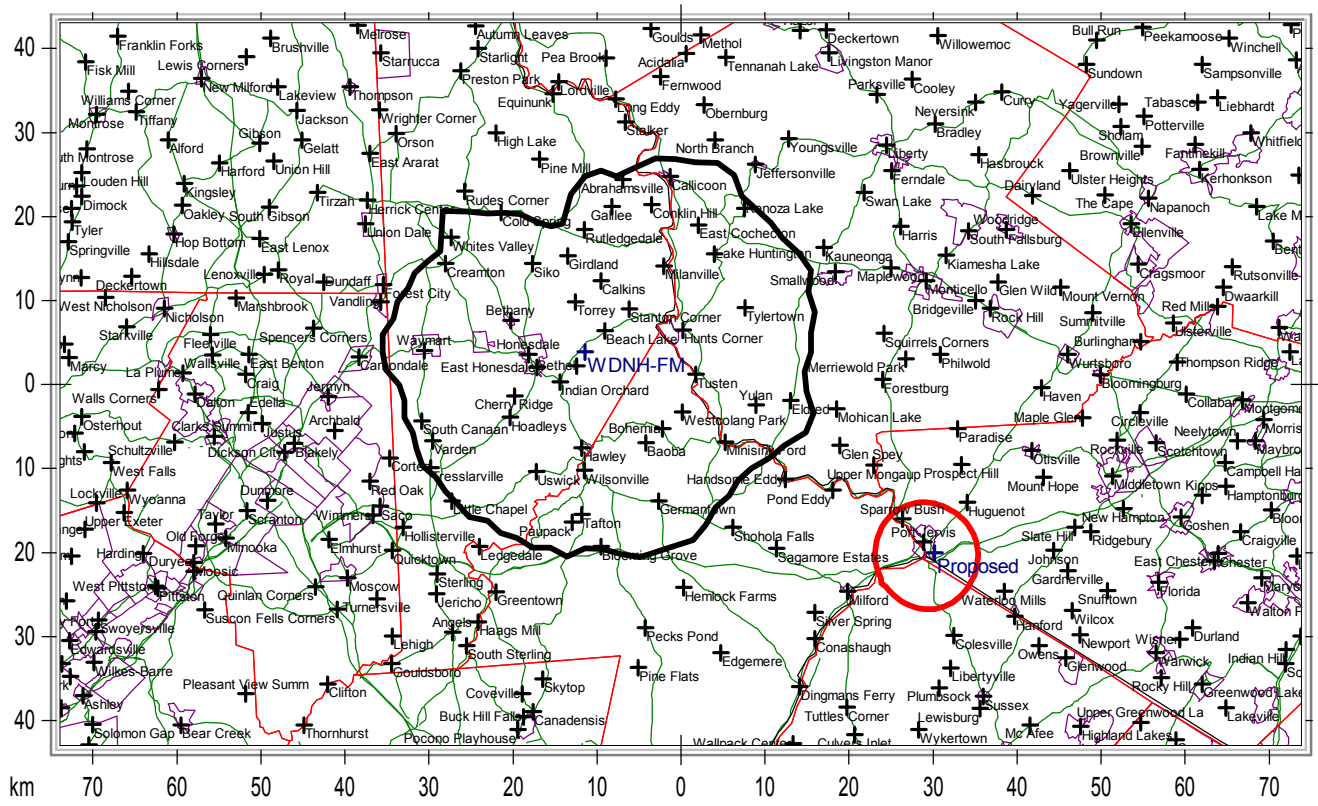 40
Franklin Forks
Brushville
Melrose
Autumn Leaves
Goulds
Methol
Deckertown
Willowemoc
Bull Run
Peekamoose
Winchell
Fisk Mill
Lewis Corners
Starrucca
Starlight
Pea Brook
Acidalia
Tennanah Lake
Livingston Manor
Sundown
Sampsonville
New Milford
Preston Park
Lordville
Fernwood
Parksville
Cooley
Williams Corner
Lakeview
Thompson
Equinunk
Long Eddy
Obernburg
Neversink
Curry
Yagerville
Tabasco
Liebhardt
30
Montrose
Tiffany
Jackson
Wrighter Corner
Stalker
Bradley
Sholam
Potterville
Alford
Gibson
Gelatt
Orson
High Lake
North Branch
Youngsville
Liberty
Hasbrouck
Brownville
Fantinekill
Whitfield
uth Montrose
Harford
Union Hill
East Ararat
Pine Mill
Jeffersonville
Ferndale
Ulster Heights
Kerhonkson
Louden Hill
Kingsley
Abrahamsville
Callicoon
Dairyland
20
Dimock
Oakley
South Gibson
Tirzah
Herrick Cent
Rudes Corner
Galilee
Conklin Hill
Kenoza Lake
Swan Lake
Woodridge
The Cape
Napanoch
Lake M
Tyler
Union Dale
Cold Spring
Rutledgedale
East Cochecton
Harris
South Fallsburg
Ellenville
Springville
Hop Bottom
East Lenox
Whites Valley
Girdland
Lake Huntington
Kauneonga
Kiamesha Lake
Cragsmoor
Bent
Hillsdale
Creamton
Siko
Milanville
Smallwood
Maplewood
Rutsonville
10
Deckertown
Lenoxville
Royal
Dundaff
Forest City
Calkins
Monticello
Glen Wild
Mount Vernon
Dwaarkill
West Nicholson
Nicholson
Marshbrook
Vandling
Bethany
Torrey
Stanton Corner
Tylertown
Bridgeville
Rock Hill
Summitville
Red Mills
Ulsterville
Starkville
Fleetville
Spencers Corners
Waymart
Honesdale
Beach Lake
Hunts Corner
Squirrels Corners
Burlingham
Marcy
La Plume
Wallsville
East Benton
Carbondale
East Honesdale
WDNH-FM
Merriewold Park
Philwold
Wurtsboro
Thompson Ridge
0
Craig
Jermyn
Indian Orchard
Tusten
Forestburg
Bloomingburg
Walls Corners
Dalton
Edella
Archbald
Cherry Ridge
Yulan
Eldred
Haven
Collabar
Montgom
Osterhout
Clarks Summit
Justus
South Canaan
Hoadleys
Bohemia
Westcolang Park
Mohican Lake
Maple Glen
Circleville
Morris
Schultzville
Dickson City
Blakely
Varden
Hawley
Baoba
Minisink Ford
Glen Spey
Paradise
Rockville
Neelytown
Scotchtown
Maybro
10
ghts
West Falls
Cortez
Uswick
Wilsonville
Handsome Eddy
Upper Mongaup
Prospect Hill
Otisville
Campbell Ha
Lockville
Wyoanna
Dunmore
Red Oak
Germantown
Pond Eddy
Mount Hope
Middletown
Kipps
Hamptonburg
Upper Exeter
Taylor
Scranton
Wimmers
Saco
Little Chapel
Paupack
Tafton
Sparrow Bush
Huguenot
New Hampton
Goshen
Bloo
20
Harding
Old Forge
Minooka
Hollisterville
Shohola Falls
Port Jervis
Slate Hill
Ridgebury
Craigville
Duryea
Elmhurst
Quicktown
Ledgedale
Blooming Grove
Sagamore Estates
Proposed
Johnson
East Chester
Chester
West Pittston
Moosic
Moscow
Sterling
Gardnerville
Pittston
Quinlan Corners
Jericho
Greentown
Hemlock Farms
Milford
Waterloo Mills
Snufftown
Florida
Suscon
Fells Corners
Turnersville
Silver Spring
Hanford
Wilcox
Walton P
30
Swoyersville
Lehigh
Angels
Haags Mill
Pecks Pond
Conashaugh
Colesville
Newport
Durland
Edwardsville
South Sterling
Edgemere
Owens
Glenwood
Warwick
Indian Hill
Wilkes-Barre
Gouldsboro
Pine Flats
Libertyville
Ashley
Pleasant View Summ
Clifton
Coveville
Skytop
Dingmans Ferry
Plumbsock
Sussex
Rocky Hill
Greenwood Lake
40
Solomon Gap
Bear Creek
Thornhurst
Buck Hill Falls
Canadensis
Tuttles Corner
Lewisburg
Upper Greenwood La
Lakeville
Pocono Playhouse
Wallpack Center
Culvers Inlet
Wykertown
Mc Afee
Highland Lakes
km
70 60 50 40 30 20 10 0 10 20 30 40 50 60 70